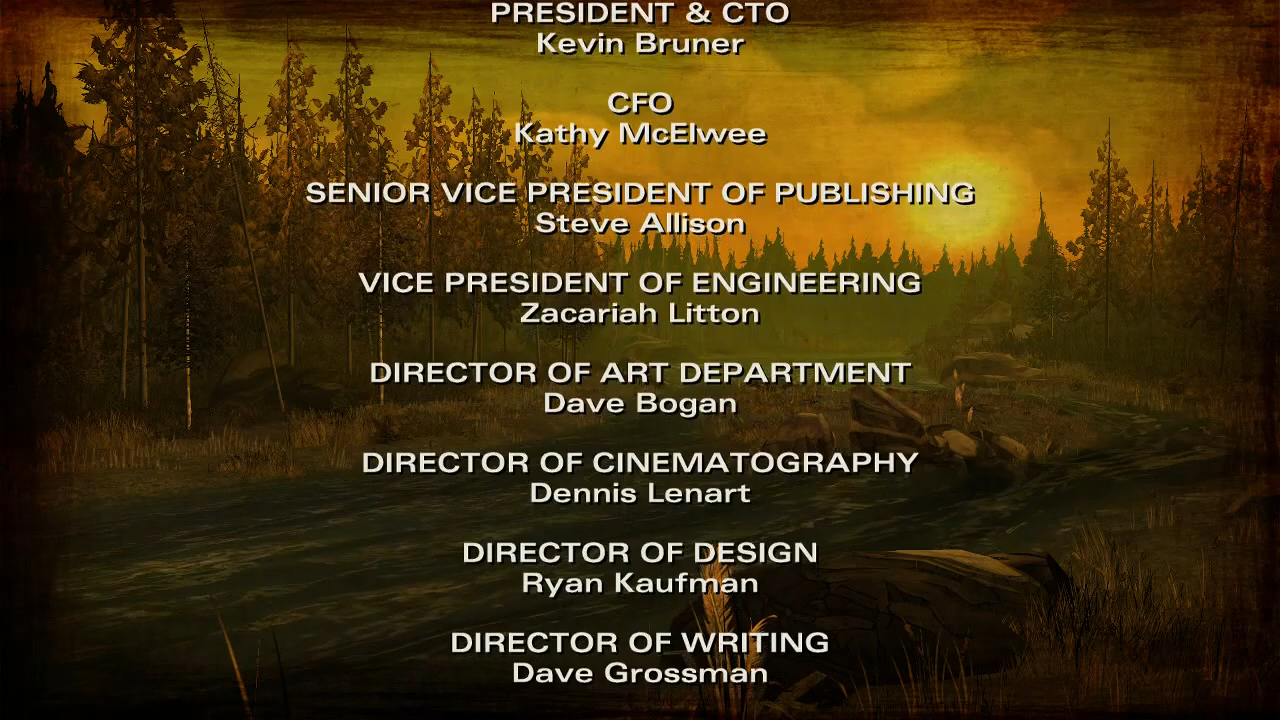 PRESIDENT & CTO
Kevin Bruner
CFO
Kathy McElwee
SENIOR VICE PRESIDENT OF PUBLISHING
Steve Allison
VICE PRESIDENT OF ENGINEERING
Zacariah Litton
DIRECTOR OF ART DEPARTMENT
Dave Bogan
DIRECTOR OF CINEMATOGRAPHY
Dennis Lenart
DIRECTOR OF DESIGN
Ryan Kaufman
DIRECTOR OF WRITING
Dave Grossman